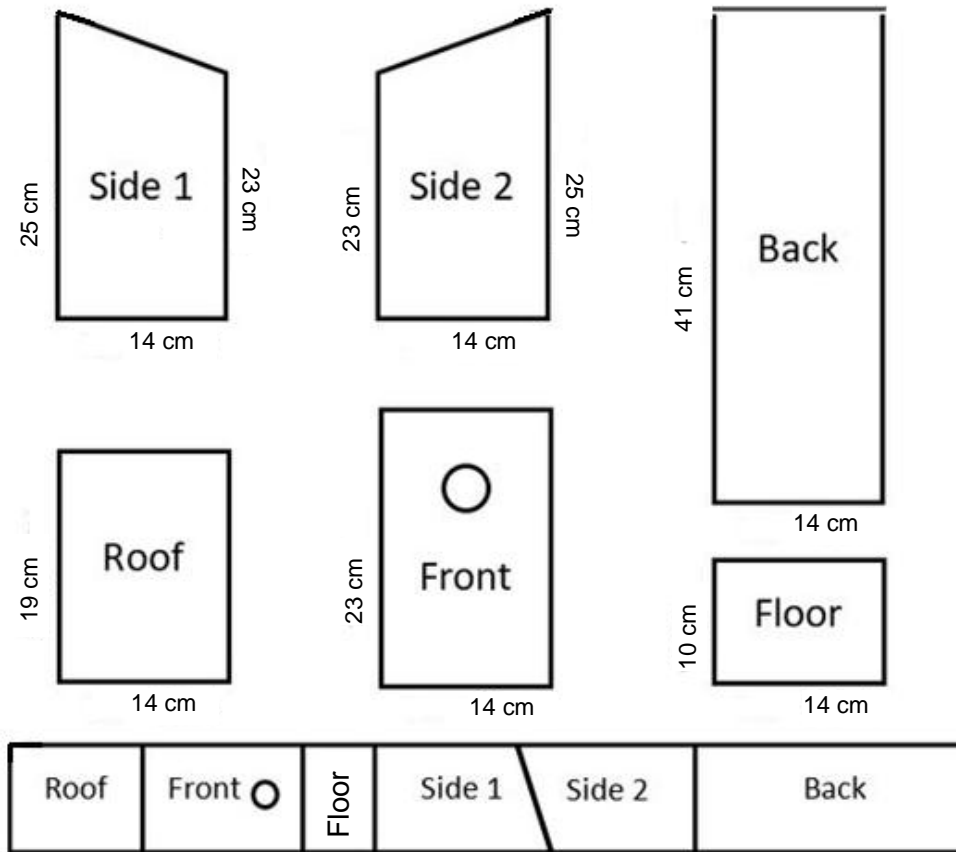 Side 1
25 cm
23 cm
14 cm
Side 2
23 cm
25 cm
14 cm
Back
41 cm
14 cm
Roof
19 cm
14 cm
Front
23 cm
14 cm
Floor
10 cm
14 cm
Roof
Front
Floor
Side 1
Side 2
Back